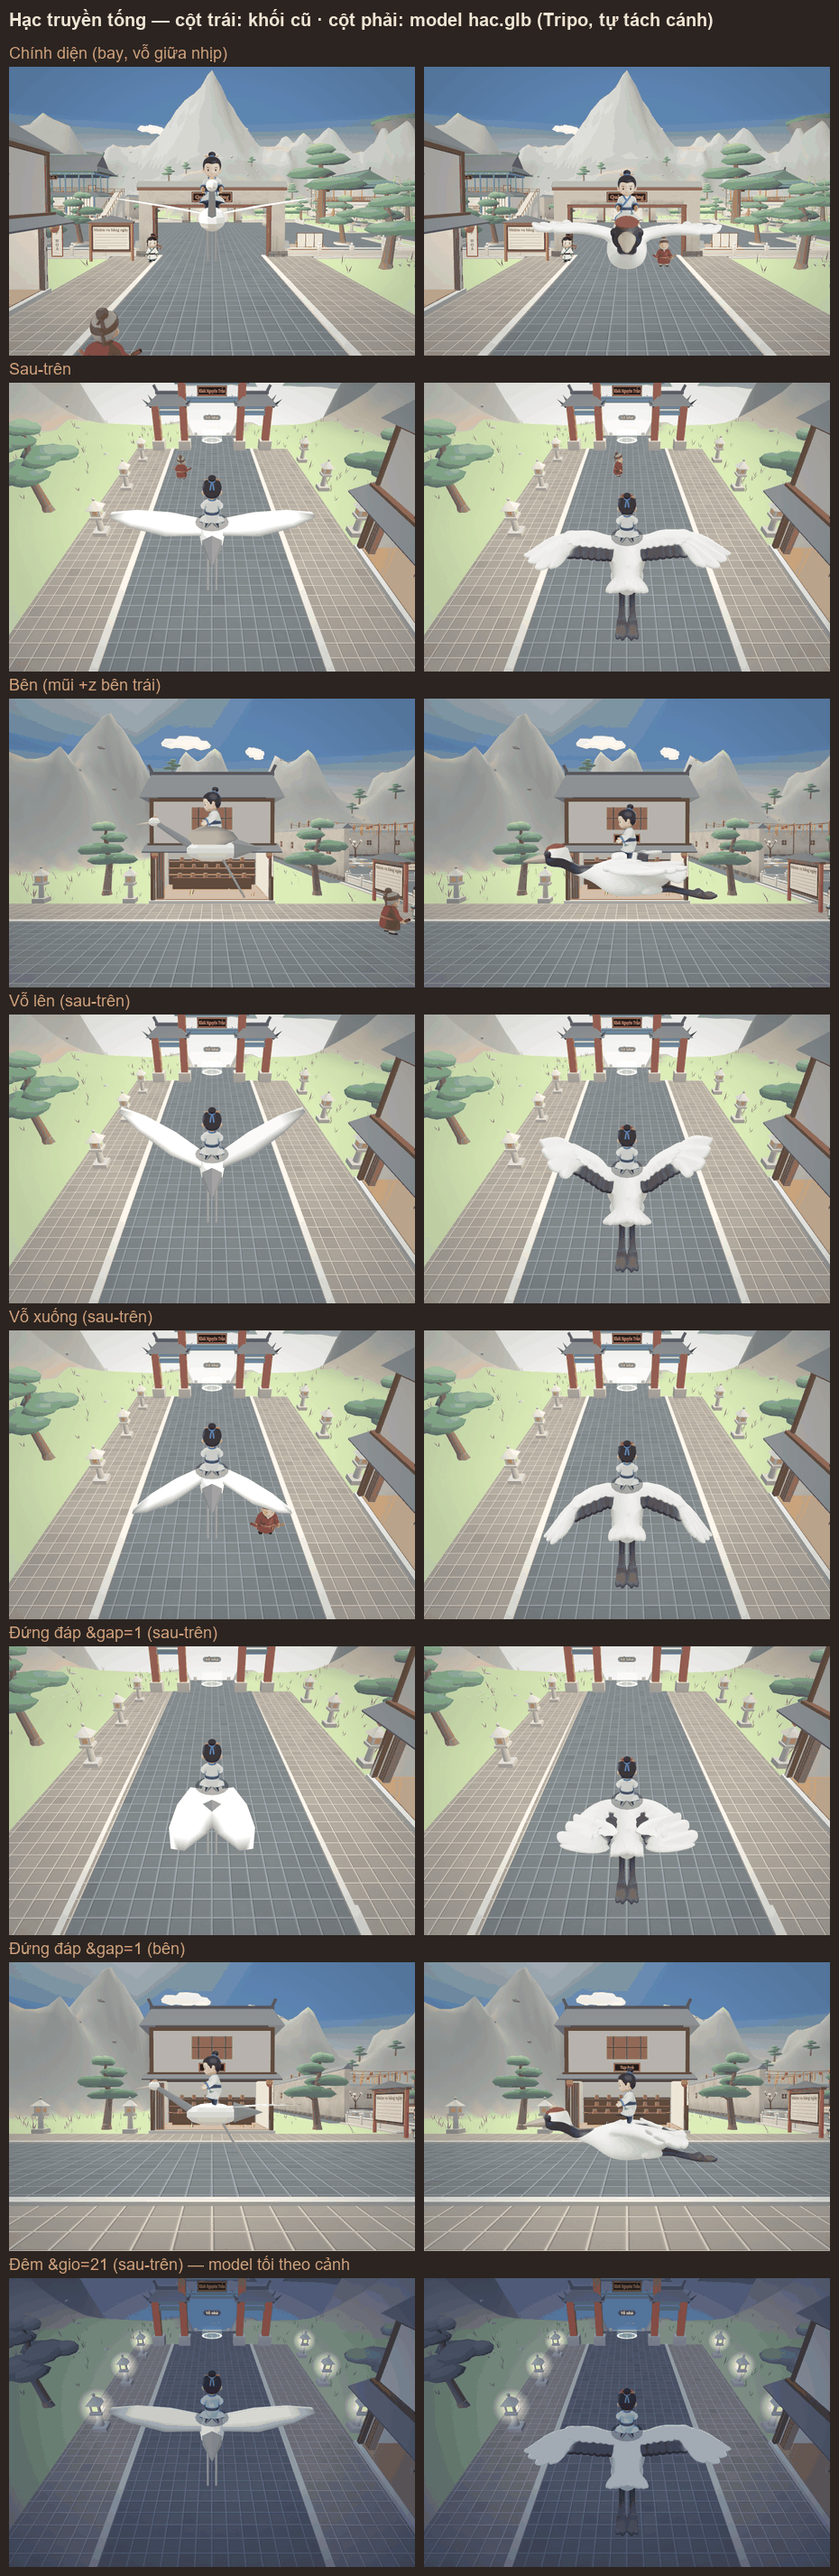 Hạc truyền tống — cột trái: khối cũ · cột phải: model hac.glb (Tripo, tự tách cánh)
Chính diện (bay, vỗ giữa nhịp)
Sau-trên
Bên (mũi +z bên trái)
Vỗ lên (sau-trên)
Vỗ xuống (sau-trên)
Đứng đáp &gap=1 (sau-trên)
Đứng đáp &gap=1 (bên)
Đêm &gio=21 (sau-trên) — model tối theo cảnh